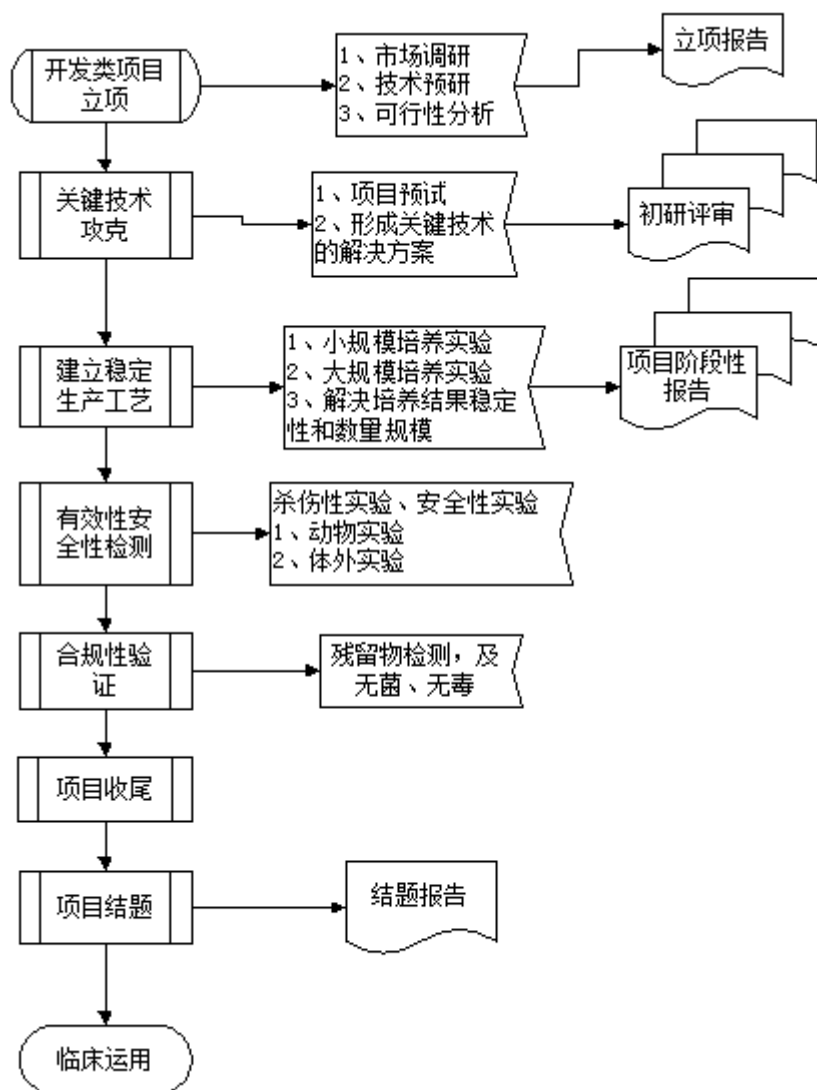 开发类项目
立项
1、市场调研
2、技术预研
3、可行性分析
立项报告
关键技术
攻克
1、项目预试
2、形成关键技术
的解决方案
初研评审
建立稳定
生产工艺
1、小规模培养实验
2、大规模培养实验
3、解决培养结果稳定
性和数量规模
项目阶段性
报告
有效性安
全性检测
杀伤性实验、安全性实验
1、动物实验
2、体外实验
合规性验
证
残留物检测，及
无菌、无毒
项目收尾
项目结题
结题报告
临床运用